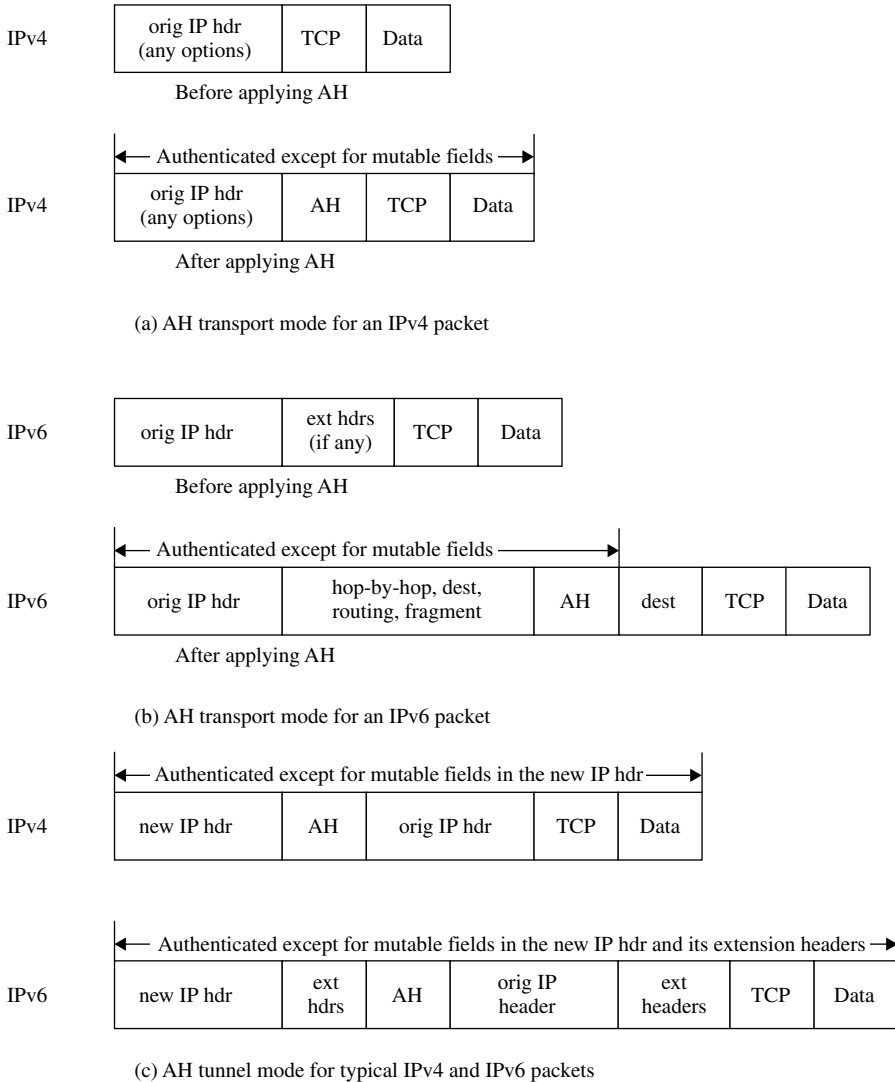 IPv4
orig IP hdr
(any options)
TCP
Data
Before applying AH
Authenticated except for mutable fields
IPv4
orig IP hdr
(any options)
AH
TCP
Data
After applying AH
(a) AH transport mode for an IPv4 packet
IPv6
orig IP hdr
ext hdrs
(if any)
TCP
Data
Before applying AH
Authenticated except for mutable fields
IPv6
orig IP hdr
hop-by-hop, dest,
routing, fragment
AH
dest
TCP
Data
After applying AH
(b) AH transport mode for an IPv6 packet
Authenticated except for mutable fields in the new IP hdr
IPv4
new IP hdr
AH
orig IP hdr
TCP
Data
Authenticated except for mutable fields in the new IP hdr and its extension headers
IPv6
new IP hdr
ext
hdrs
AH
orig IP
header
ext
headers
TCP
Data
(c) AH tunnel mode for typical IPv4 and IPv6 packets